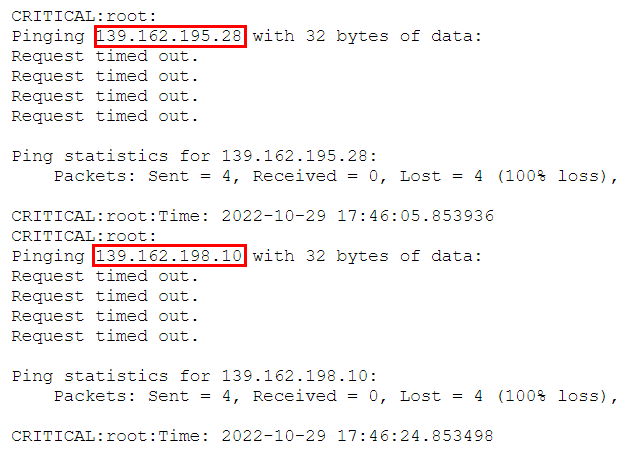 CRITICAL:root:
Pinging 139.162.195.28 with 32 bytes of data:
Request timed out.
Request timed out.
Request timed out.
Request timed out.
Ping statistics for 139.162.195.28:
Packets: Sent = 4, Received = 0, Lost = 4 (100% loss),
CRITICAL:root:Time: 2022-10-29 17:46:05.853936
CRITICAL:root:
Pinging 139.162.198.10 with 32 bytes of data:
Request timed out.
Request timed out.
Request timed out.
Request timed out.
Ping statistics for 139.162.198.10:
Packets: Sent = 4, Received = 0, Lost = 4 (100% loss),
CRITICAL:root:Time: 2022-10-29 17:46:24.853498